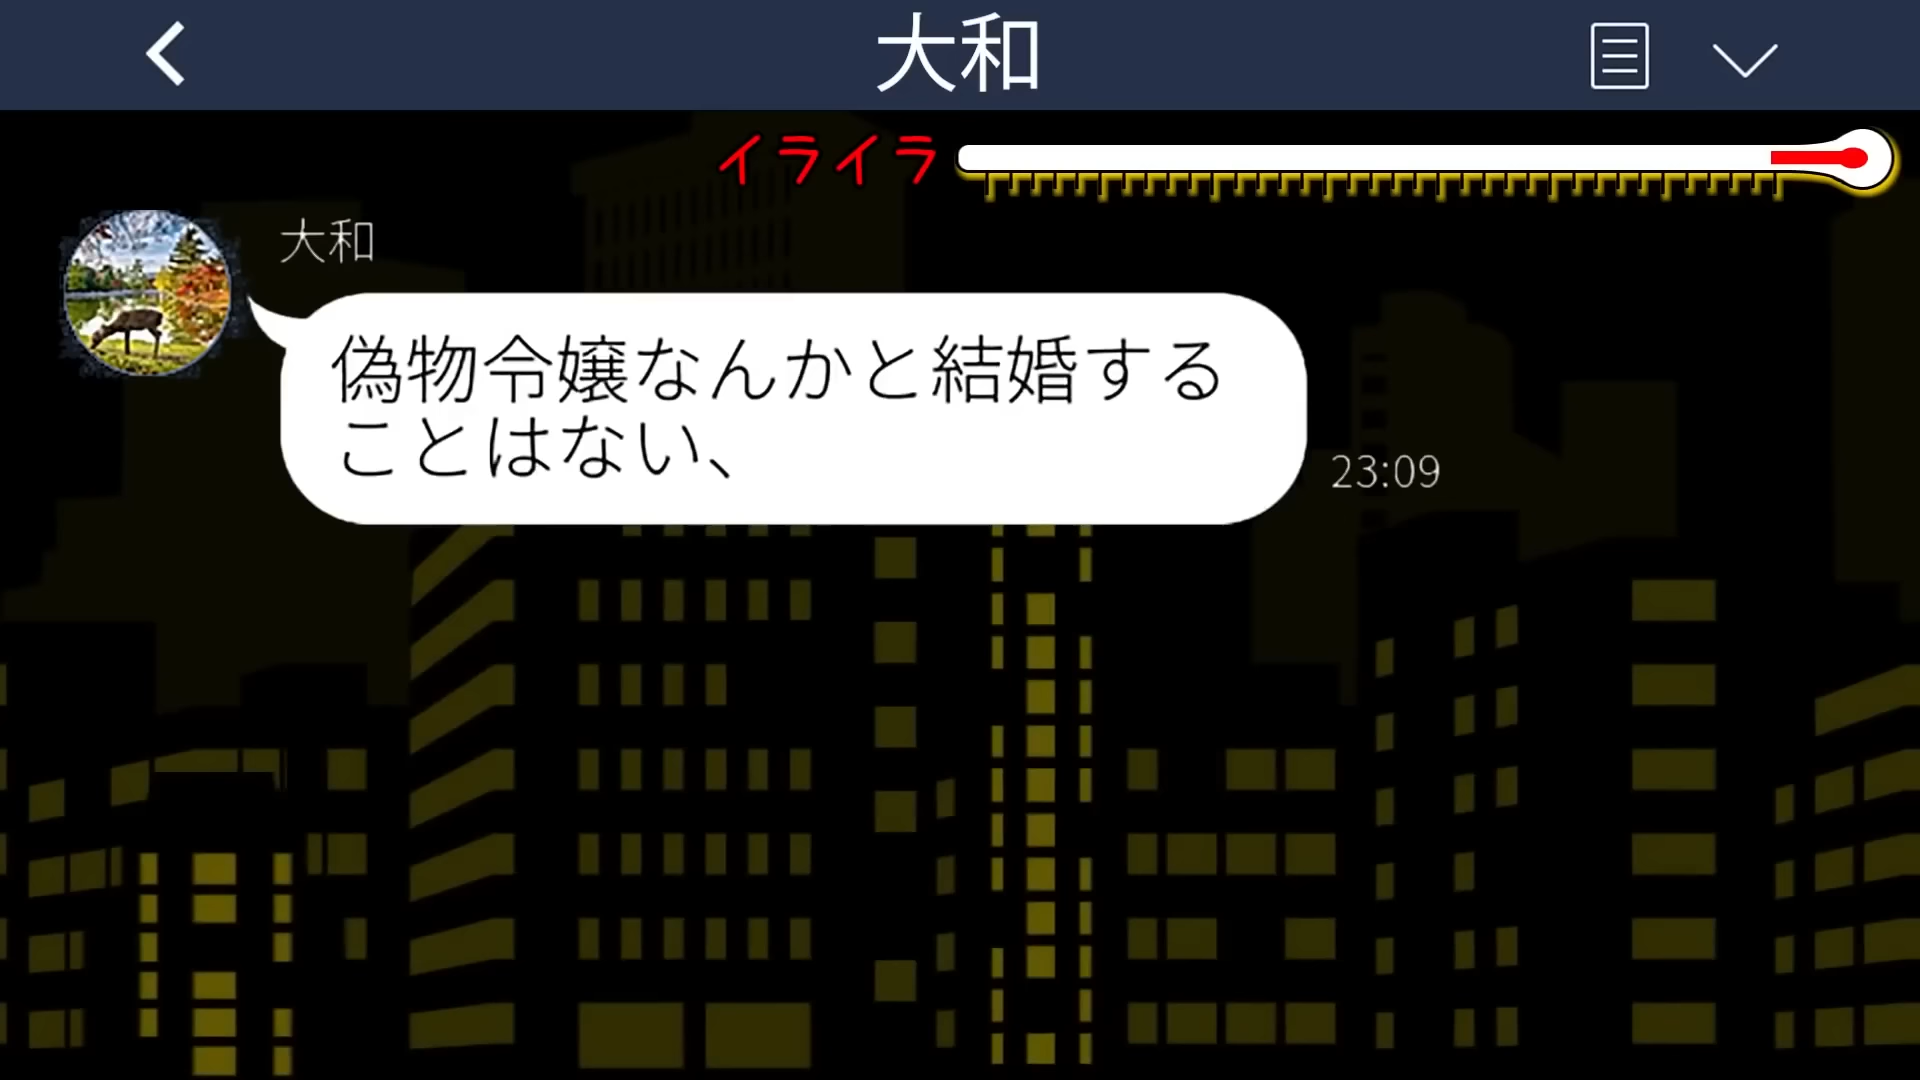 大和
イライラ
大和
偽物令嬢なんかと結婚する
ことはない、
23:09